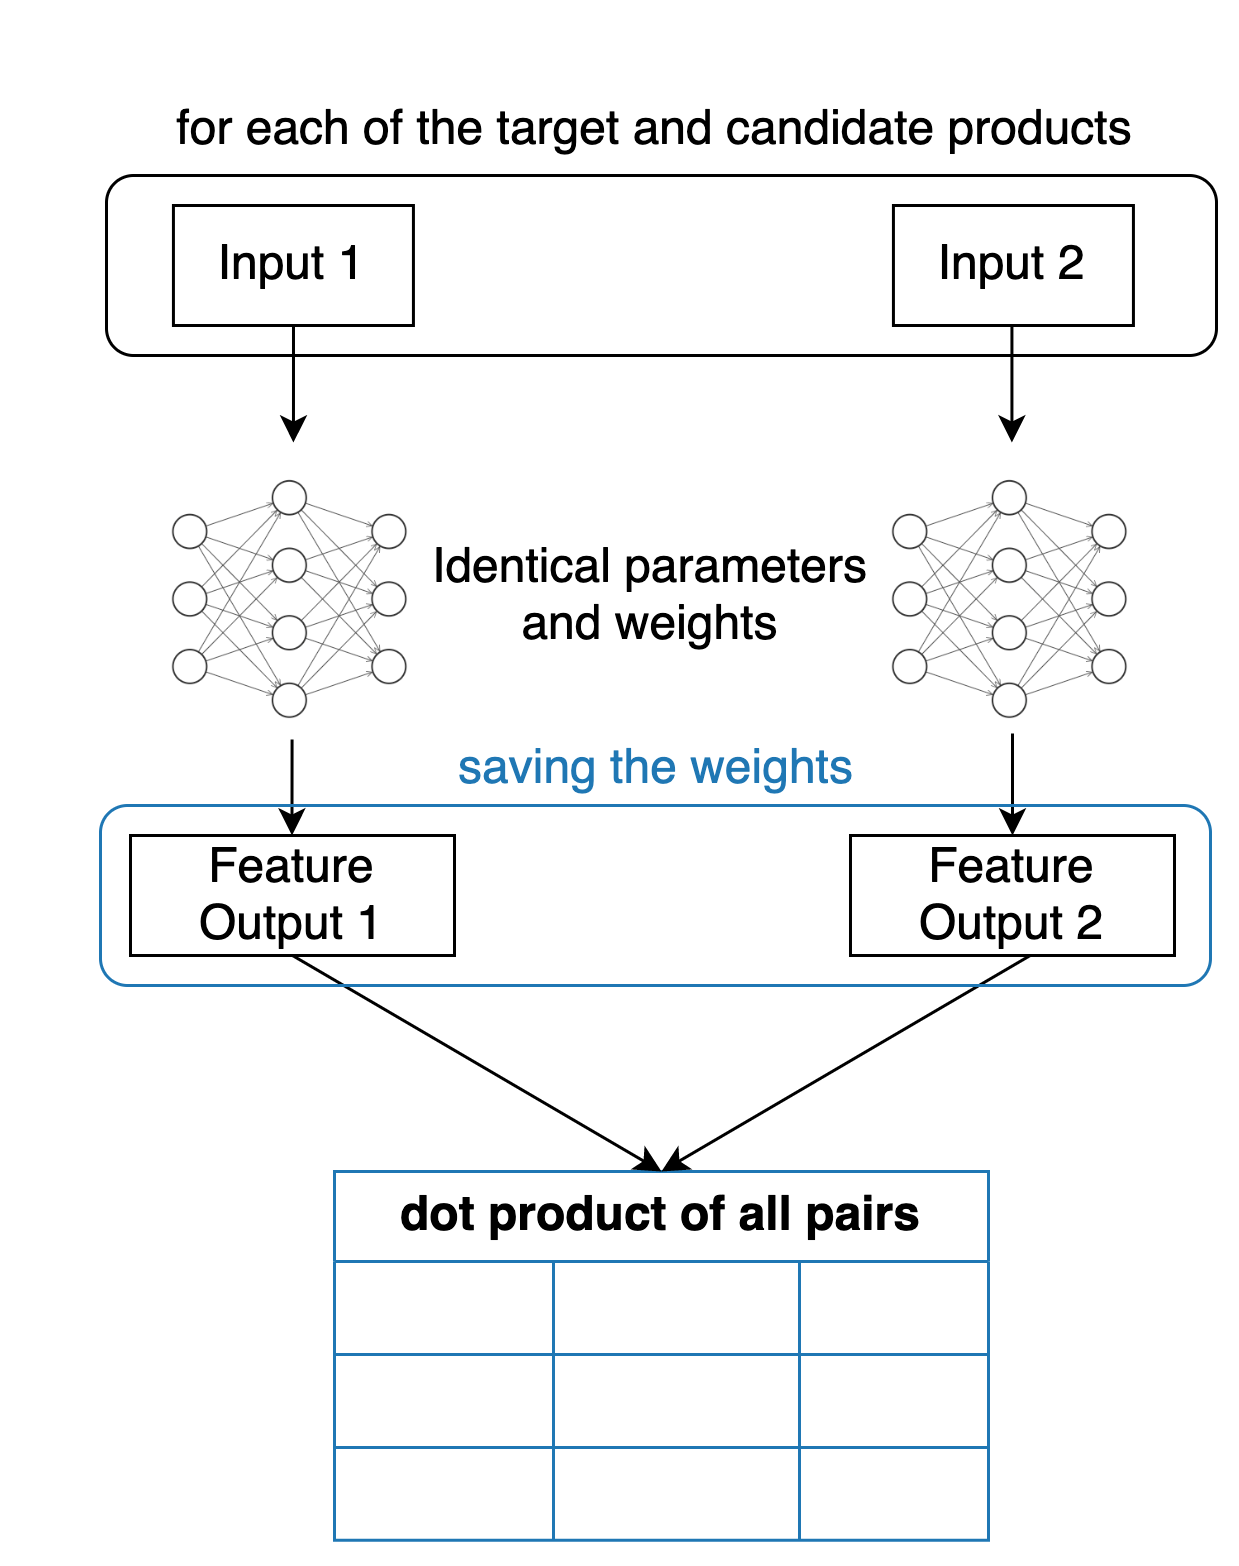 for each of the target and candidate products
Input 1
Input 2
Identical parameters
and weights
saving the weights
Feature
Output 1
Feature
Output 2
dot product of all pairs